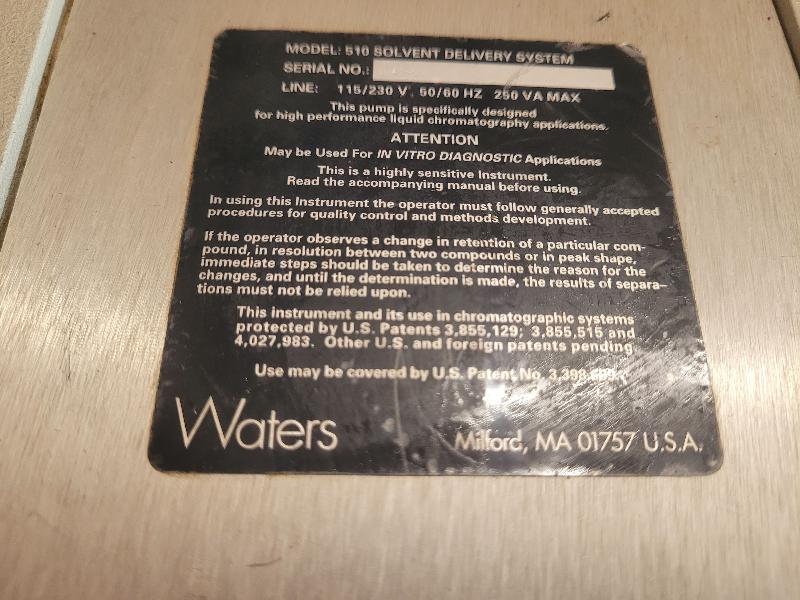 MODEL: 510 SOLVENT DELIVERY SYSTEM
SERIAL NO.:
LINE: 115/230 V 50/60 HZ 250 VA MAX
This pump is specifically designed
for high performance liquid chromatography applications.
ATTENTION
May be Used For IN VITRO DIAGNOSTIC Applications
This is a highly sensitive Instrument.
Read the accompanying manual before using.
In using this Instrument the operator must follow generally accepted
procedures for quality control and methods development.
If the operator observes a change in retention of a particular com-
pound, in resolution between two compounds or in peak shape,
immediate steps should be taken to determine the reason for the
changes, and until the determination is made, the results of separa-
tions must not be relied upon.
This instrument and its use in chromatographic systems
protected by U.S. Patents 3,855,129; 3,855,515 and
4,027,983. Other U.S. and foreign patents pending
Use may be covered by U.S. Patent No.
Waters
Milford, MA 01757 U.S.A.